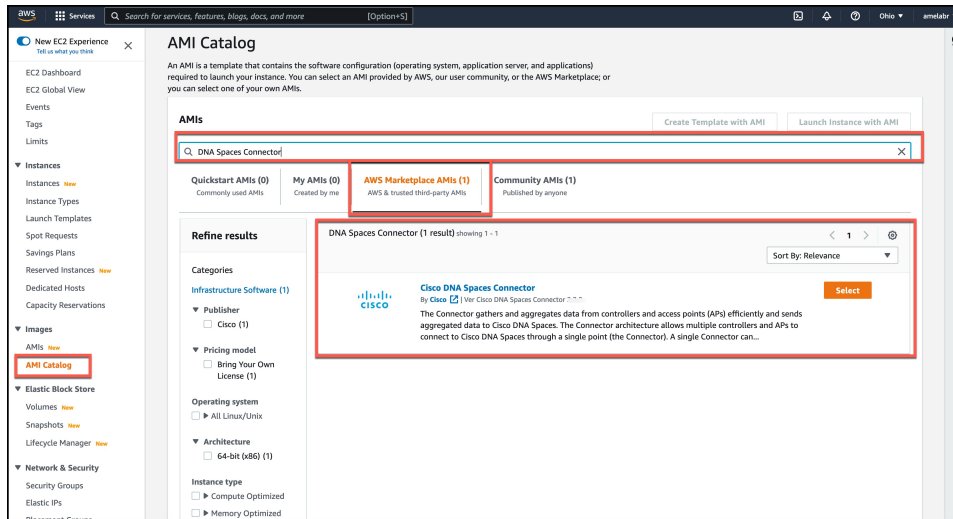 aws
Services
Search for services, features, blogs, docs, and more
[Option+S]
Ohio
amelabr
New EC2 Experience
Tell us what you think
EC2 Dashboard
EC2 Global View
Events
Tags
Limits
Instances
Instances New
Instance Types
Launch Templates
Spot Requests
Savings Plans
Reserved Instances New
Dedicated Hosts
Capacity Reservations
Images
AMIs New
AMI Catalog
Elastic Block Store
Volumes New
Snapshots New
Lifecycle Manager New
Network & Security
Security Groups
Elastic IPs
Placement Groups
AMI Catalog
An AMI is a template that contains the software configuration (operating system, application server, and applications)
required to launch your instance. You can select an AMI provided by AWS, our user community, or the AWS Marketplace; or
you can select one of your own AMIs.
AMIs
Create Template with AMI
Launch Instance with AMI
DNA Spaces Connector
Quickstart AMIs (0)
Commonly used AMIs
My AMIs (0)
Created by me
AWS Marketplace AMIs (1)
AWS & trusted third-party AMIs
Community AMIs (1)
Published by anyone
Refine results
Categories
Infrastructure Software (1)
Publisher
Cisco (1)
Pricing model
Bring Your Own
License (1)
Operating system
All Linux/Unix
Architecture
64-bit (x86) (1)
Instance type
Compute Optimized
Memory Optimized
DNA Spaces Connector (1 result) showing 1 - 1
1
Sort By: Relevance
CISCO
Cisco DNA Spaces Connector
By Cisco | Ver Cisco DNA Spaces Connector
The Connector gathers and aggregates data from controllers and access points (APs) efficiently and sends
aggregated data to Cisco DNA Spaces. The Connector architecture allows multiple controllers and APs to
connect to Cisco DNA Spaces through a single point (the Connector). A single Connector can...
Select